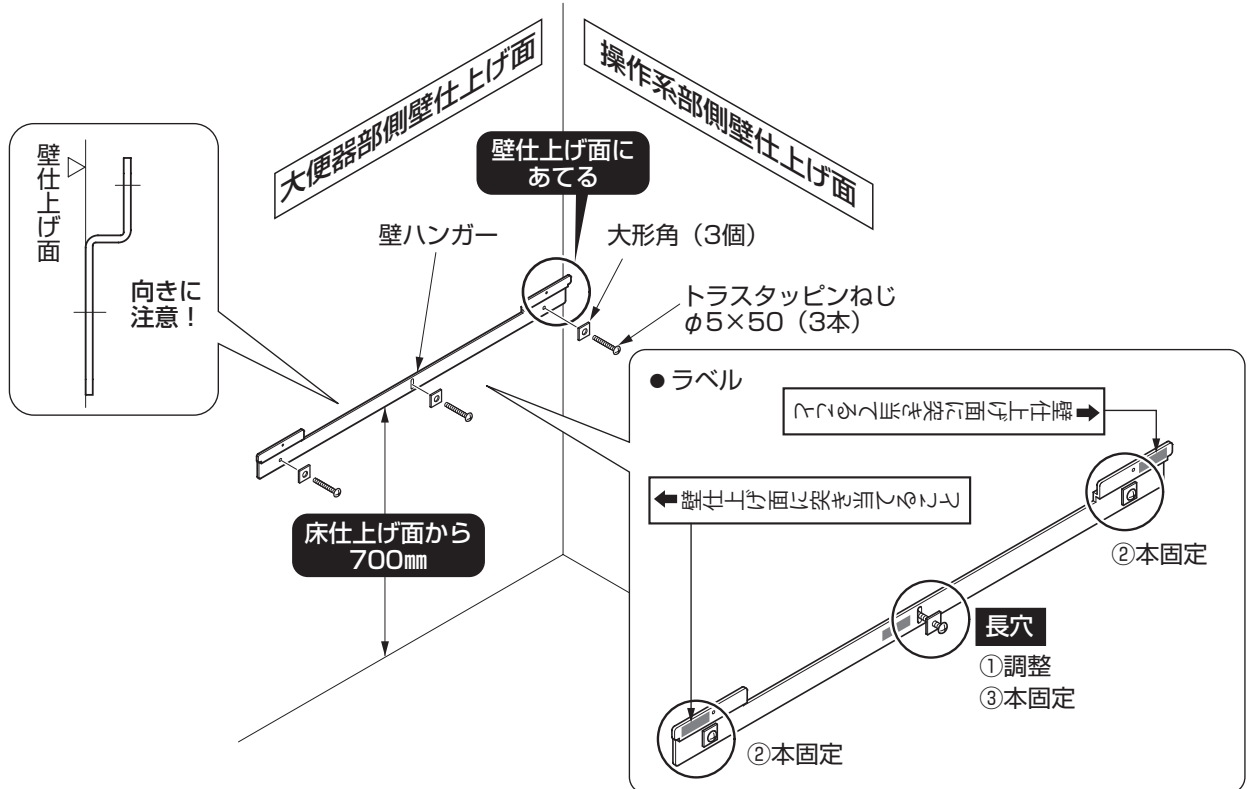 大便器部側壁仕上げ面
操作系部側壁仕上げ面
壁仕上げ面
向きに
注意!
壁仕上げ面に
あてる
壁ハンガー
大形角(3個)
トラスタッピンねじ
φ5×50(3本)
床仕上げ面から
700㎜
●ラベル
壁仕上げ面に突き当てること➡
⬅壁仕上げ面に突き当てること
②本固定
長穴
①調整
③本固定
②本固定